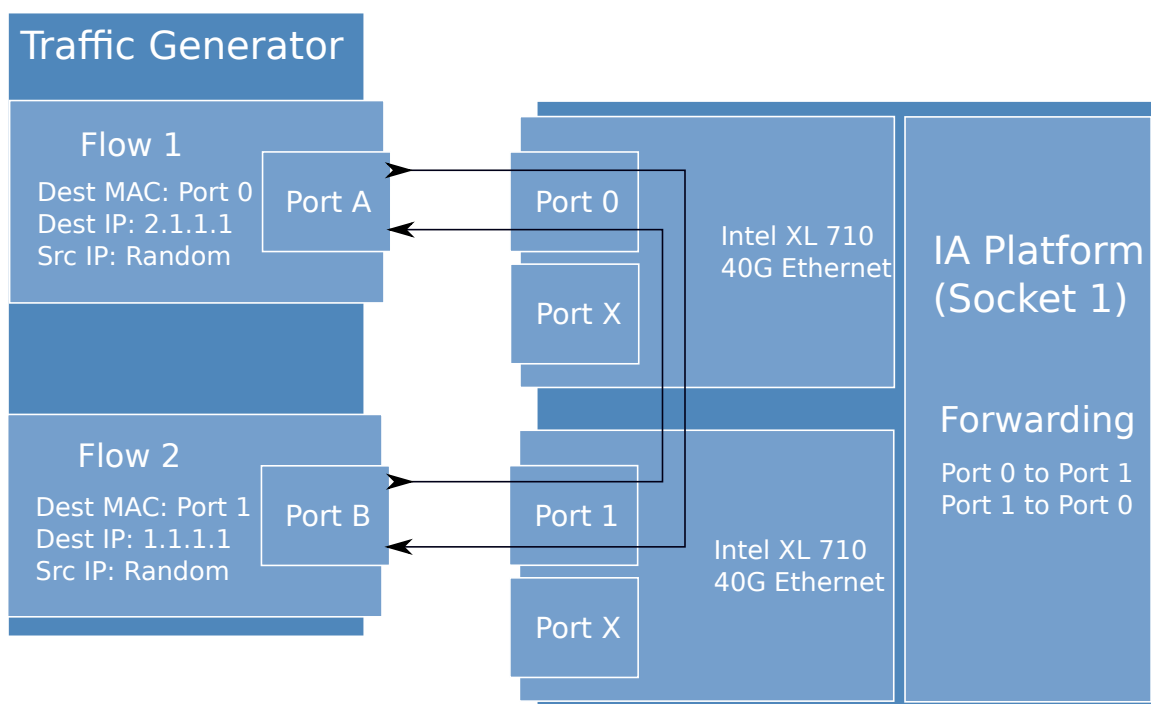 Traffic Generator
Flow 1
Dest MAC: Port 0
Dest IP: 2.1.1.1
Src IP: Random
Port A
Port 0
Port X
Intel XL 710
40G Ethernet
IA Platform
(Socket 1)
Forwarding
Port 0 to Port 1
Port 1 to Port 0
Flow 2
Dest MAC: Port 1
Dest IP: 1.1.1.1
Src IP: Random
Port B
Port 1
Port X
Intel XL 710
40G Ethernet